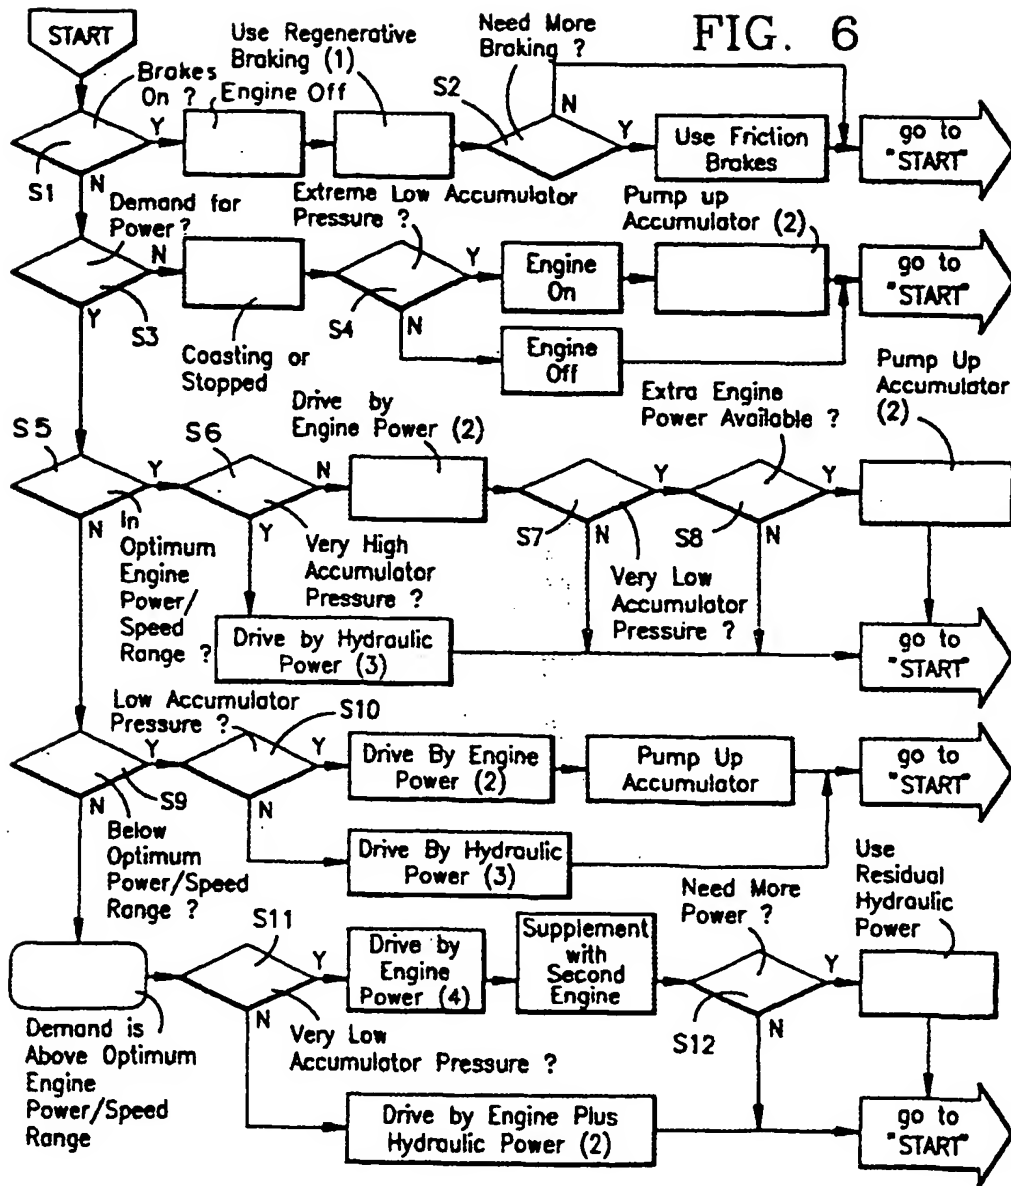 FIG. 6
START
Use Regenerative
Braking (1)
Need More
Braking ?
Brakes
On ?
Engine Off
S2
N
Y
Y
Use Friction
Brakes
go to
"START"
S1
N
Demand for
Power?
Extreme Low Accumulator
Pressure ?
Pump up
Accumulator (2)
N
Y
Engine
On
go to
"START"
S3
Y
S4
N
Coasting or
Stopped
Engine
Off
Pump Up
Accumulator
(2)
Drive by
Engine Power (2)
Extra Engine
Power Available ?
S5
S6
Y
N
Y
Y
N
In
Optimum
Engine
Power/
Speed
Range ?
Y
Very High
Accumulator
Pressure ?
S7
N
Very Low
Accumulator
Pressure ?
S8
N
Drive by Hydraulic
Power (3)
go to
"START"
Low Accumulator
Pressure ?
S10
Y
Y
Drive By Engine
Power (2)
Pump Up
Accumulator
go to
"START"
S9
N
N
Below
Optimum
Power/Speed
Range ?
Drive By Hydraulic
Power (3)
Need More
Power ?
Use
Residual
Hydraulic
Power
S11
Y
Drive by
Engine
Power (4)
Supplement
with
Second
Engine
Y
N
S12
N
Demand is
Above Optimum
Engine
Power/Speed
Range
Very Low
Accumulator Pressure ?
Drive by Engine Plus
Hydraulic Power (2)
go to
"START"